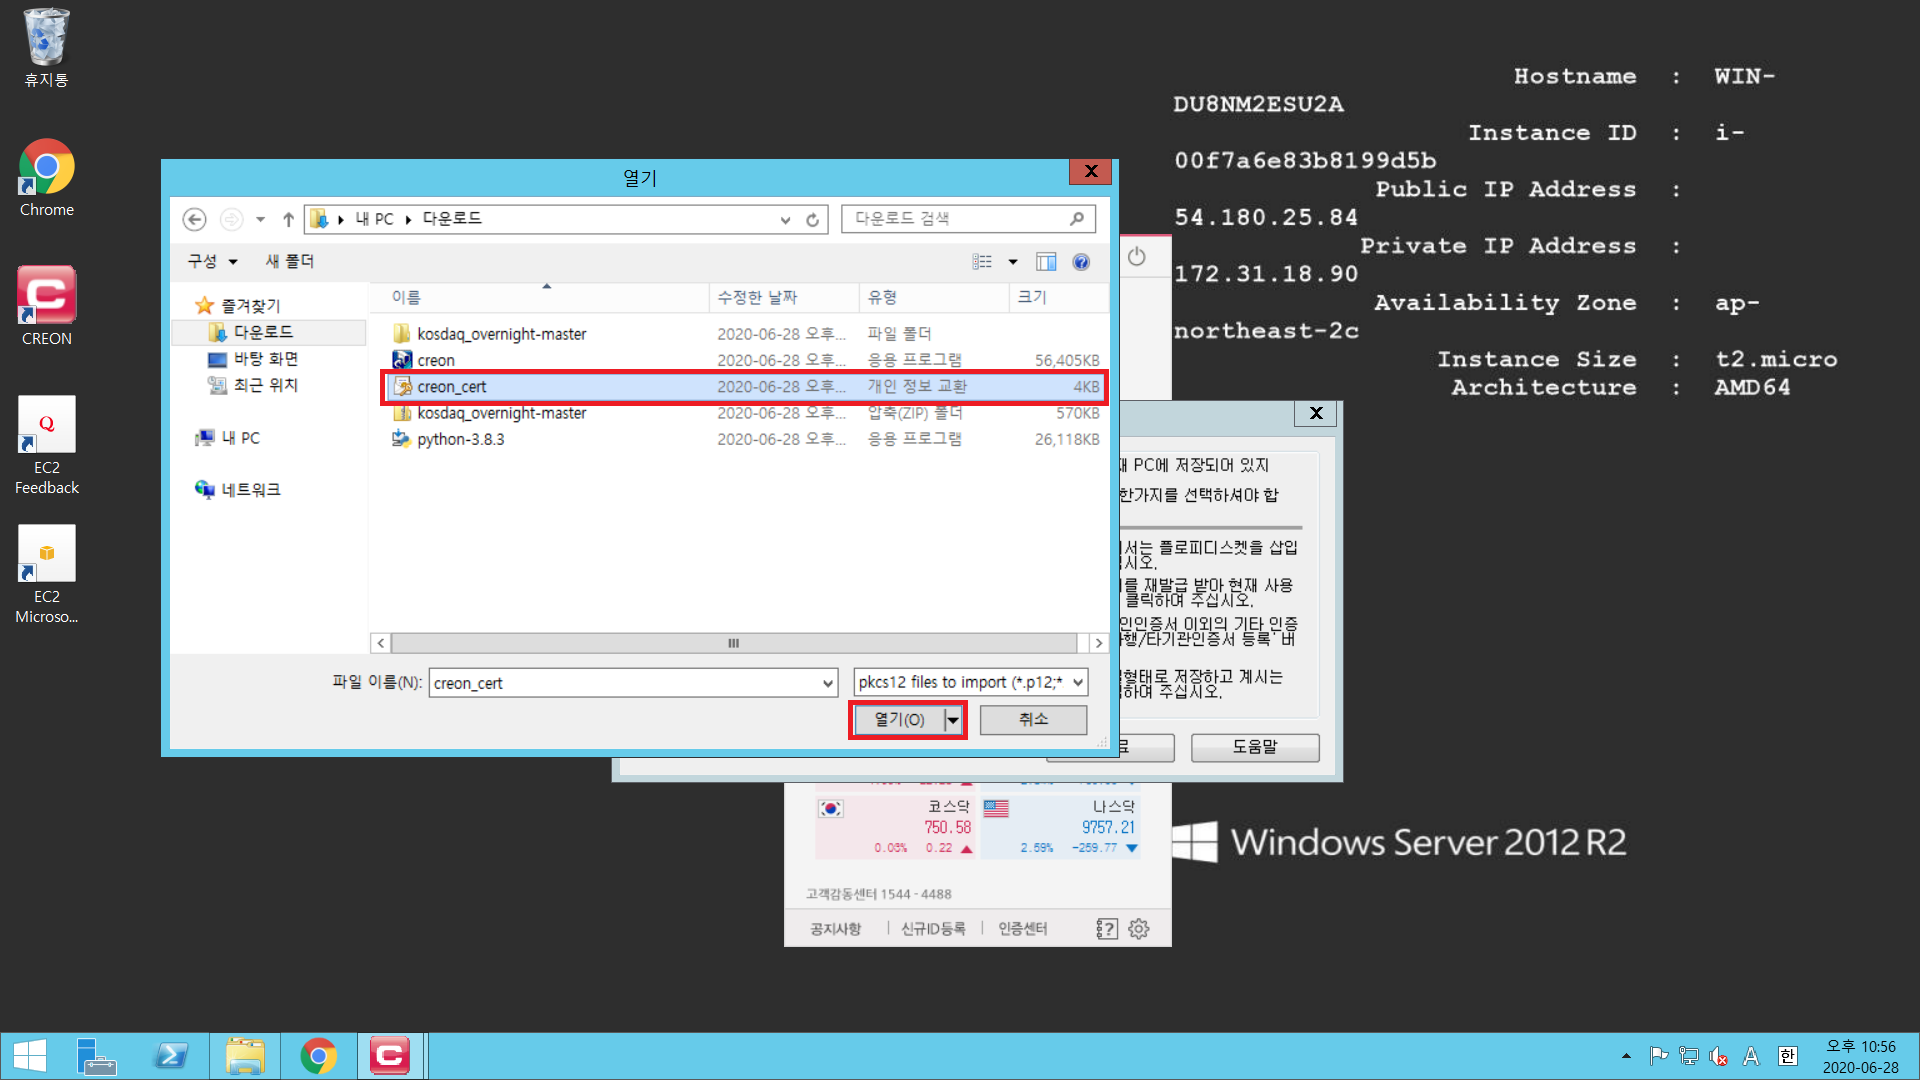 휴지통
Chrome
CREON
EC2
Feedback
EC2
Microso...
Hostname : WIN-
DU8NM2ESU2A
Instance ID : i-
00f7a6e83b8199d5b
Public IP Address :
54.180.25.84
Private IP Address :
172.31.18.90
Availability Zone : ap-
northeast-2c
Instance Size : t2.micro
Architecture : AMD64
열기
내 PC
다운로드
다운로드 검색
구성
새 폴더
즐겨찾기
다운로드
바탕 화면
최근 위치
내 PC
네트워크
이름 수정한 날짜 유형 크기
kosdaq_overnight-master 2020-06-28 오후... 파일 폴더
creon 2020-06-28 오후... 응용 프로그램 56,405KB
creon_cert 2020-06-28 오후... 개인 정보 교환 4KB
kosdaq_overnight-master 2020-06-28 오후... 압축(ZIP) 폴더 570KB
python-3.8.3 2020-06-28 오후... 응용 프로그램 26,118KB
파일 이름(N): creon_cert
pkcs12 files to import (*.p12;*
열기(O)
취소
PC에 저장되어 있지
한가지를 선택하셔야 합
서는 플로피디스켓을 삽입
시오.
를 재발급 받아 현재 사용
클릭하여 주십시오.
인인증서 이외의 기타 인증
행/타기관인증서 등록' 버
형태로 저장하고 계시는
하여 주십시오.
도움말
코스닥
750.58
0.03% 0.22
나스닥
9757.21
2.59% -259.77
고객감동센터 1544 - 4488
공지사항
신규ID등록
인증센터
Windows Server 2012 R2
A
한
오후 10:56
2020-06-28